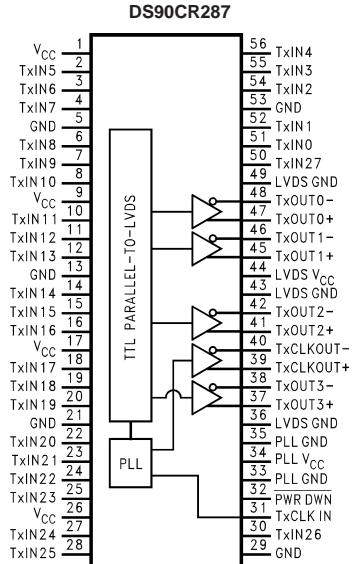 DS90CR287
VCC 1 56 TxIN4
TxIN5 2 55 TxIN3
TxIN6 3 54 TxIN2
TxIN7 4 53 GND
GND 5 52 TxIN1
TxIN8 6 51 TxIN0
TxIN9 7 50 TxIN27
TxIN10 8 49 LVDS GND
VCC 9 48 TxOUT0-
TxIN11 10 47 TxOUT0+
TxIN12 11 46 TxOUT1-
TxIN13 12 45 TxOUT1+
GND 13 44 LVDS VCC
TxIN14 14 43 LVDS GND
TxIN15 15 42 TxOUT2-
TxIN16 16 41 TxOUT2+
VCC 17 40 TxCLKOUT-
TxIN17 18 39 TxCLKOUT+
TxIN18 19 38 TxOUT3-
TxIN19 20 37 TxOUT3+
GND 21 36 LVDS GND
TxIN20 22 35 PLL GND
TxIN21 23 34 PLL VCC
TxIN22 24 33 PLL GND
TxIN23 25 32 PWR DWN
VCC 26 31 TxCLK IN
TxIN24 27 30 TxIN26
TxIN25 28 29 GND
TTL PARALLEL-TO-LVDS
PLL